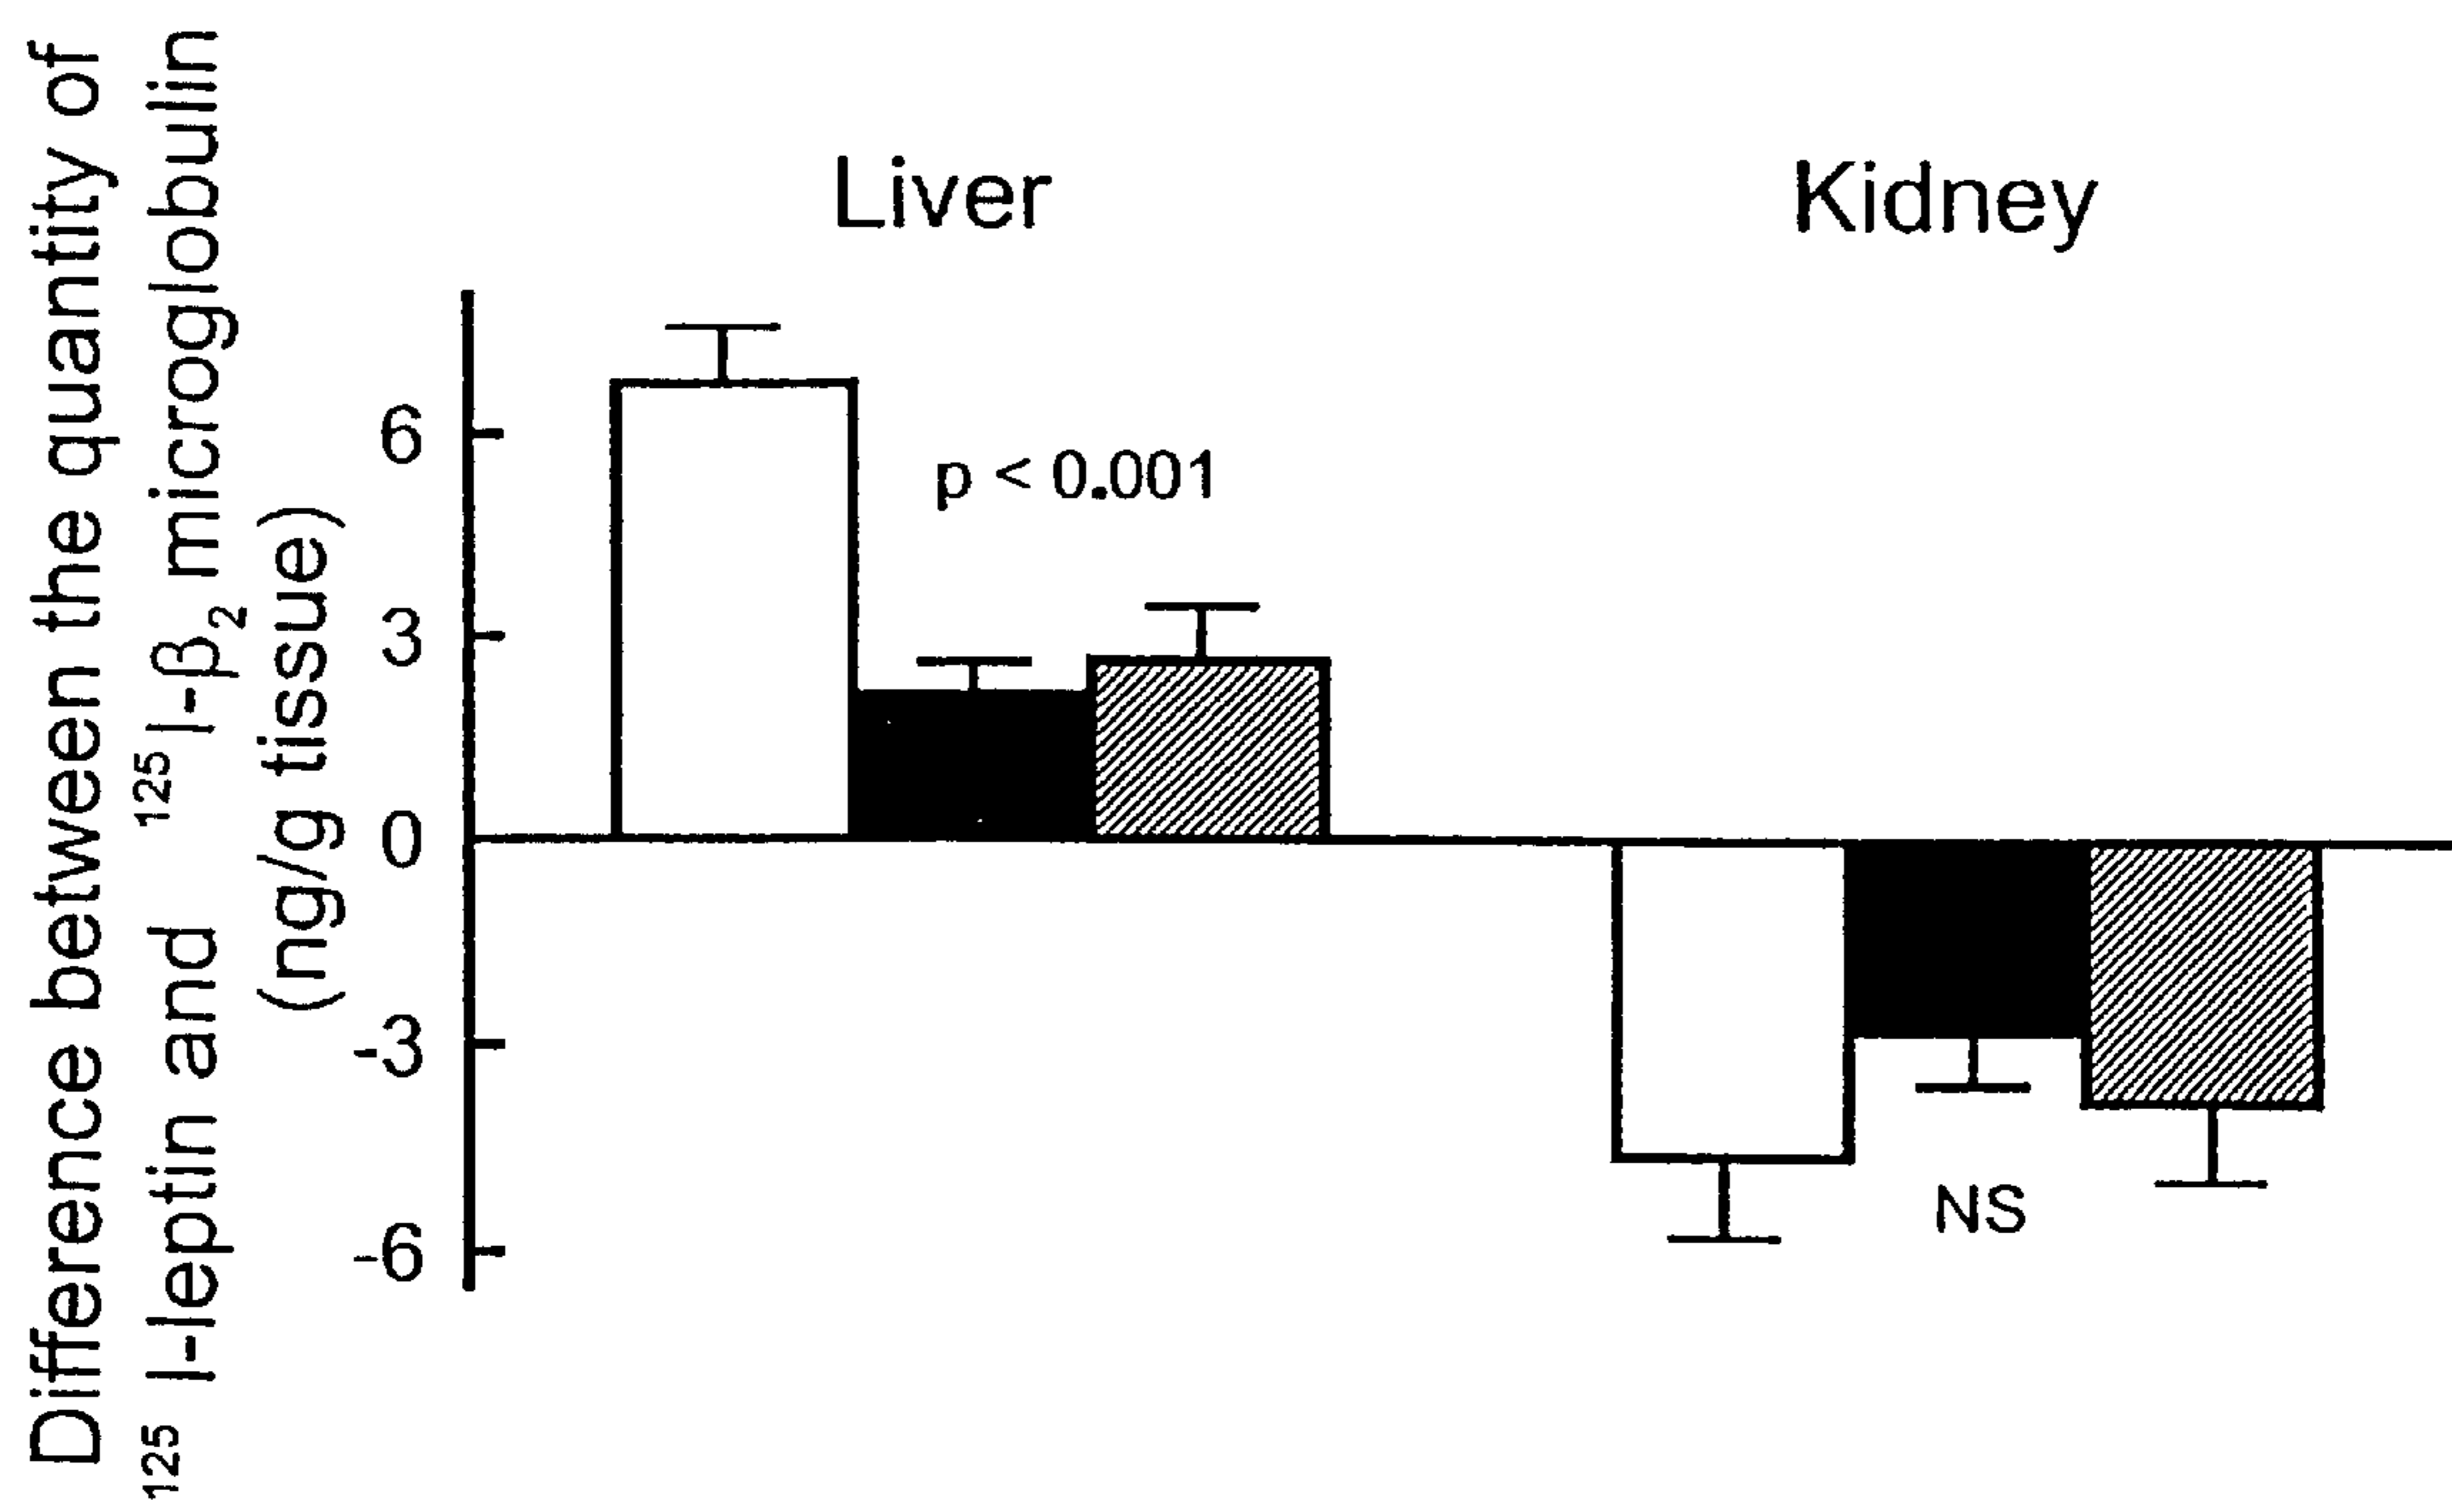 Difference between the quantity of
¹²⁵ I-leptin and ¹²⁵I-β₂ microglobulin
(ng/g tissue)
Liver
Kidney
6
p < 0.001
3
0
-3
NS
-6